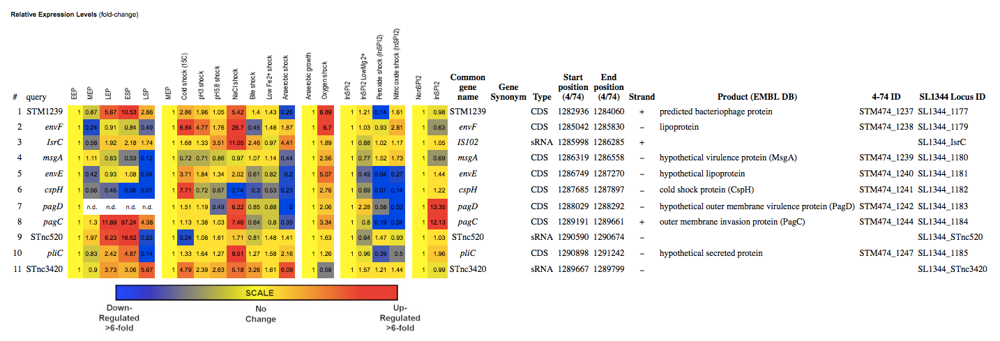 Relative Expression Levels (fold-change)
EEP MEP LEP ESP LSP MEP Cold shock (15C) pH3 shock pH5.8 shock NaCl shock Bile shock Low Fe2+ shock Anaerobic shock Anaerobic growth Oxygen shock InSPI2 InSPI2 LowMg 2+ Peroxide shock (InSPI2) Nitric oxide shock (InSPI2) NonSPI2 InSPI2
# query Common gene name Gene Synonym Type Start position (4/74) End position (4/74) Strand Product (EMBL DB) 4-74 ID SL1344 Locus ID
1 STM1239 1 0.87 5.67 10.53 2.86 1 2.86 1.96 1.05 5.42 1.4 1.43 0.26 1 6.89 1 1.21 0.14 1.61 1 0.98 STM1239 CDS 1282936 1284060 + predicted bacteriophage protein STM474_1237 SL1344_1177
2 envF 1 0.24 0.91 0.84 0.49 1 6.84 4.77 1.76 26.7 0.45 1.48 1.87 1 6.7 1 1.03 0.93 2.81 1 0.63 envF CDS 1285042 1285830 – lipoprotein STM474_1238 SL1344_1179
3 IsrC 1 0.58 1.92 2.18 1.74 1 1.68 1.33 3.51 11.05 2.46 0.97 4.41 1 1.89 1 0.88 1.02 1.17 1 1.05 IS102 sRNA 1285998 1286285 + SL1344_IsrC
4 msgA 1 1.11 0.83 0.53 0.12 1 0.72 0.71 0.86 0.97 1.07 1.14 0.44 1 2.56 1 0.77 1.52 1.73 1 0.69 msgA CDS 1286319 1286558 – hypothetical virulence protein (MsgA) STM474_1239 SL1344_1180
5 envE 1 0.42 0.93 1.08 0.04 1 3.71 1.84 1.34 2.02 0.61 0.82 0.2 1 5.07 1 0.49 0.04 0.27 1 1.44 envE CDS 1286749 1287270 – hypothetical lipoprotein STM474_1240 SL1344_1181
6 cspH 1 0.56 0.46 0.06 0.01 1 7.71 0.72 0.67 0.14 0.3 0.53 0.23 1 2.76 1 0.69 0.01 0.14 1 1.22 cspH CDS 1287685 1287897 – cold shock protein (CspH) STM474_1241 SL1344_1182
7 pagD 1 n.d. n.d. n.d. n.d. 1 1.51 1.19 0.49 6.22 0.85 0.88 0 1 2.06 1 2.28 0.58 0.03 1 13.35 pagD CDS 1288029 1288292 – hypothetical outer membrane virulence protein (PagD) STM474_1242 SL1344_1183
8 pagC 1 1.3 11.89 97.24 4.38 1 1.13 1.38 1.03 7.46 0.64 0.8 0.35 1 3.34 1 0.8 0.19 0.04 1 12.13 pagC CDS 1289191 1289661 + outer membrane invasion protein (PagC) STM474_1244 SL1344_1184
9 STnc520 1 1.97 6.23 16.62 0.22 1 0.24 1.08 1.61 1.71 0.81 1.48 1.41 1 1.63 1 0.64 1.47 0.93 1 1.03 STnc520 sRNA 1290590 1290674 – SL1344_STnc520
10 pliC 1 0.83 2.42 4.87 0.14 1 1.33 1.64 1.27 9.51 1.27 1.58 2.16 1 1.26 1 0.96 0.39 0.5 1 1.28 pliC CDS 1290898 1291242 – hypothetical secreted protein STM474_1247 SL1344_1185
11 STnc3420 1 0.9 3.73 3.06 5.67 1 4.79 2.39 2.63 5.18 3.26 1.61 6.09 1 0.58 1 1.57 1.21 1.44 1 0.99 STnc3420 sRNA 1289667 1289799 – SL1344_STnc3420
SCALE
Down-Regulated >6-fold
No Change
Up-Regulated >6-fold